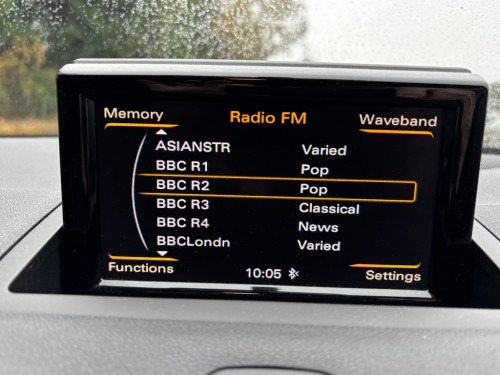 Memory
Radio FM
Waveband
ASIANSTR Varied
BBC R1 Pop
BBC R2 Pop
BBC R3 Classical
BBC R4 News
BBCLondn Varied
Functions
10:05
Settings